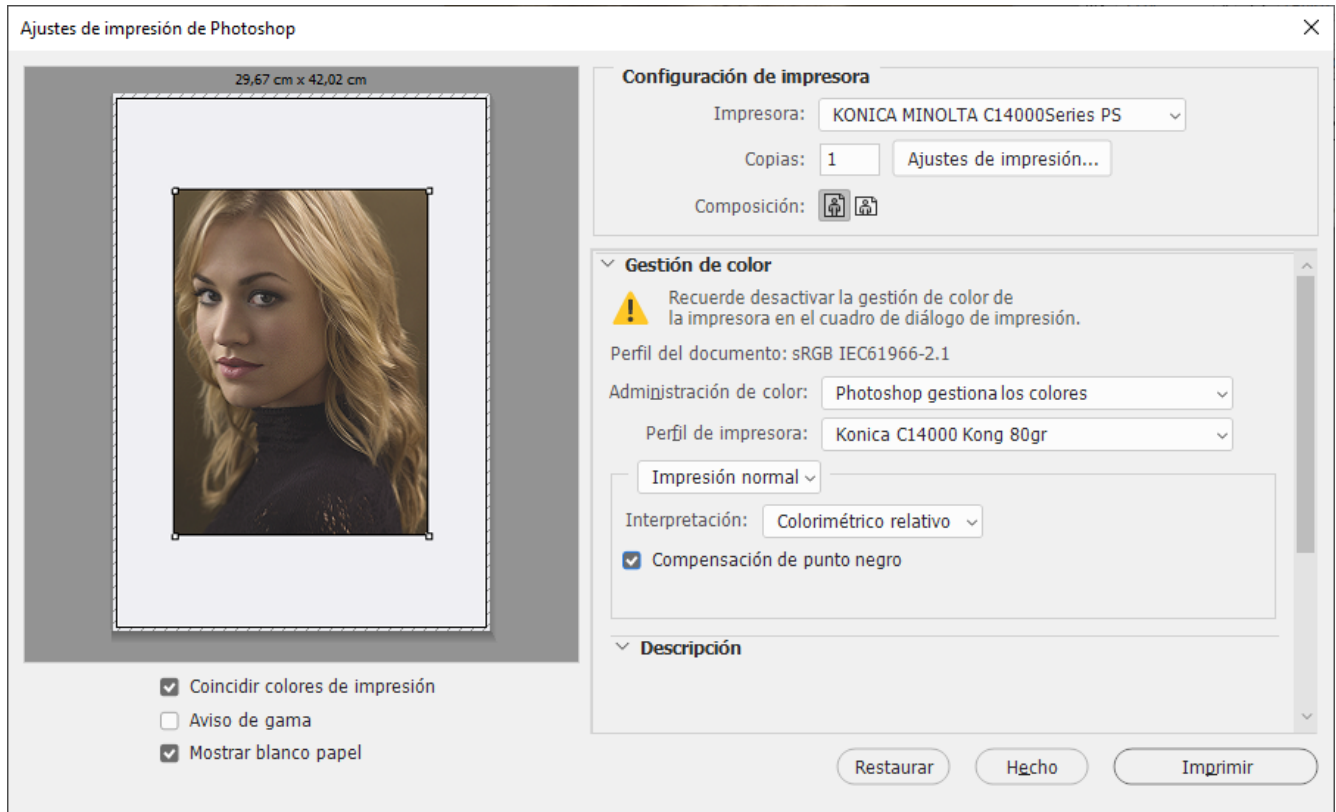 Ajustes de impresión de Photoshop
29,67 cm x 42,02 cm
Coincidir colores de impresión
Aviso de gama
Mostrar blanco papel
Configuración de impresora
Impresora: KONICA MINOLTA C14000Series PS
Copias: 1 Ajustes de impresión...
Composición:
Gestión de color
Recuerde desactivar la gestión de color de
la impresora en el cuadro de diálogo de impresión.
Perfil del documento: sRGB IEC61966-2.1
Administración de color: Photoshop gestiona los colores
Perfil de impresora: Konica C14000 Kong 80gr
Impresión normal
Interpretación: Colorimétrico relativo
Compensación de punto negro
Descripción
Restaurar Hecho Imprimir